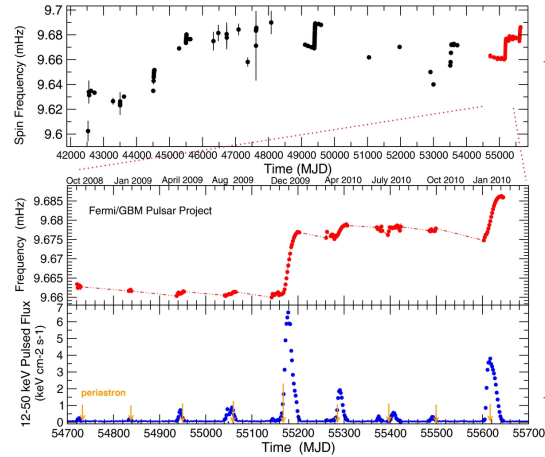 Spin Frequency (mHz)
9.7
9.68
9.66
9.64
9.62
9.6
42000 43000 44000 45000 46000 47000 48000 49000 50000 51000 52000 53000 54000 55000
Time (MJD)
Oct 2008 Jan 2009 April 2009 Aug 2009 Dec 2009 Apr 2010 July 2010 Oct 2010 Jan 2010
Frequency (mHz)
9.685
9.68
9.675
9.67
9.665
9.66
Fermi/GBM Pulsar Project
12-50 keV Pulsed Flux
(keV cm-2 s-1)
7
6
5
4
3
2
1
0
periastron
54700 54800 54900 55000 55100 55200 55300 55400 55500 55600 55700
Time (MJD)